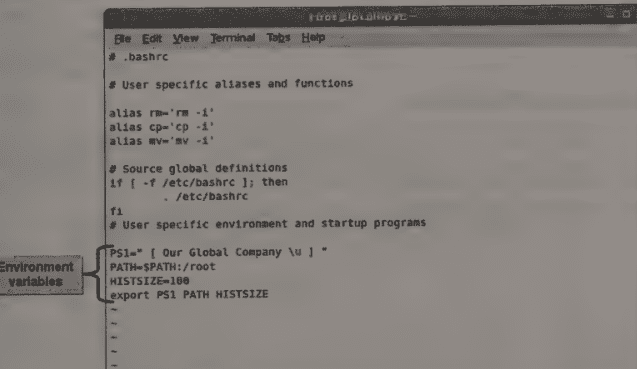 root@localhost:~
File Edit View Terminal Tabs Help
# .bashrc
# User specific aliases and functions
alias rm='rm -i'
alias cp='cp -i'
alias mv='mv -i'
# Source global definitions
if [ -f /etc/bashrc ]; then
. /etc/bashrc
fi
# User specific environment and startup programs
PS1=" [ Our Global Company \u ] "
PATH=$PATH:/root
HISTSIZE=100
export PS1 PATH HISTSIZE
~
~
~
~
~
Environment
variables